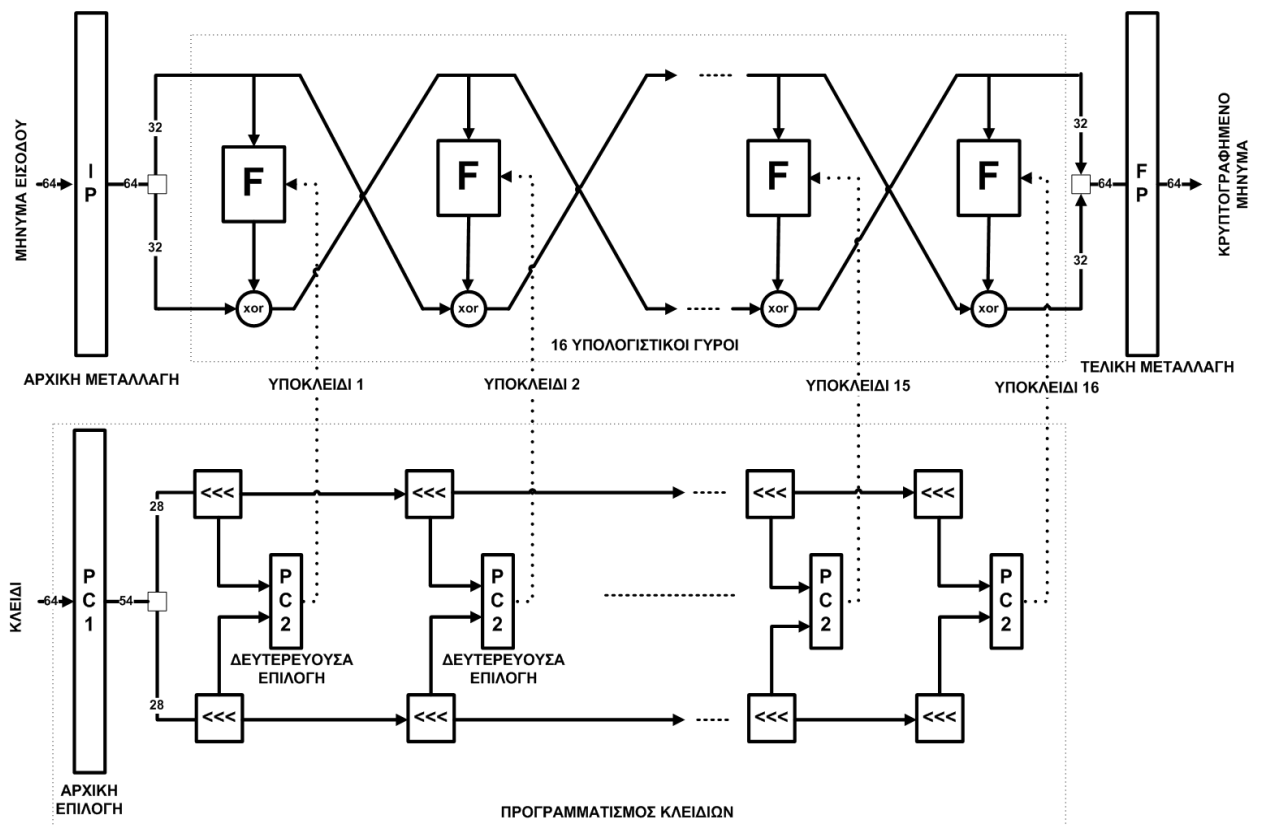 ΜΗΝΥΜΑ ΕΙΣΟΔΟΥ
64
I
P
64
32
32
F
F
F
F
xor
xor
xor
xor
32
32
64
F
P
64
ΚΡΥΠΤΟΓΡΑΦΗΜΕΝΟ
ΜΗΝΥΜΑ
16 ΥΠΟΛΟΓΙΣΤΙΚΟΙ ΓΥΡΟΙ
ΑΡΧΙΚΗ ΜΕΤΑΛΛΑΓΗ
ΤΕΛΙΚΗ ΜΕΤΑΛΛΑΓΗ
ΥΠΟΚΛΕΙΔΙ 1
ΥΠΟΚΛΕΙΔΙ 2
ΥΠΟΚΛΕΙΔΙ 15
ΥΠΟΚΛΕΙΔΙ 16
ΚΛΕΙΔΙ
64
P
C
1
54
28
28
<<<
<<<
<<<
<<<
P
C
2
P
C
2
P
C
2
P
C
2
ΔΕΥΤΕΡΕΥΟΥΣΑ
ΕΠΙΛΟΓΗ
ΔΕΥΤΕΡΕΥΟΥΣΑ
ΕΠΙΛΟΓΗ
<<<
<<<
<<<
<<<
ΑΡΧΙΚΗ
ΕΠΙΛΟΓΗ
ΠΡΟΓΡΑΜΜΑΤΙΣΜΟΣ ΚΛΕΙΔΙΩΝ